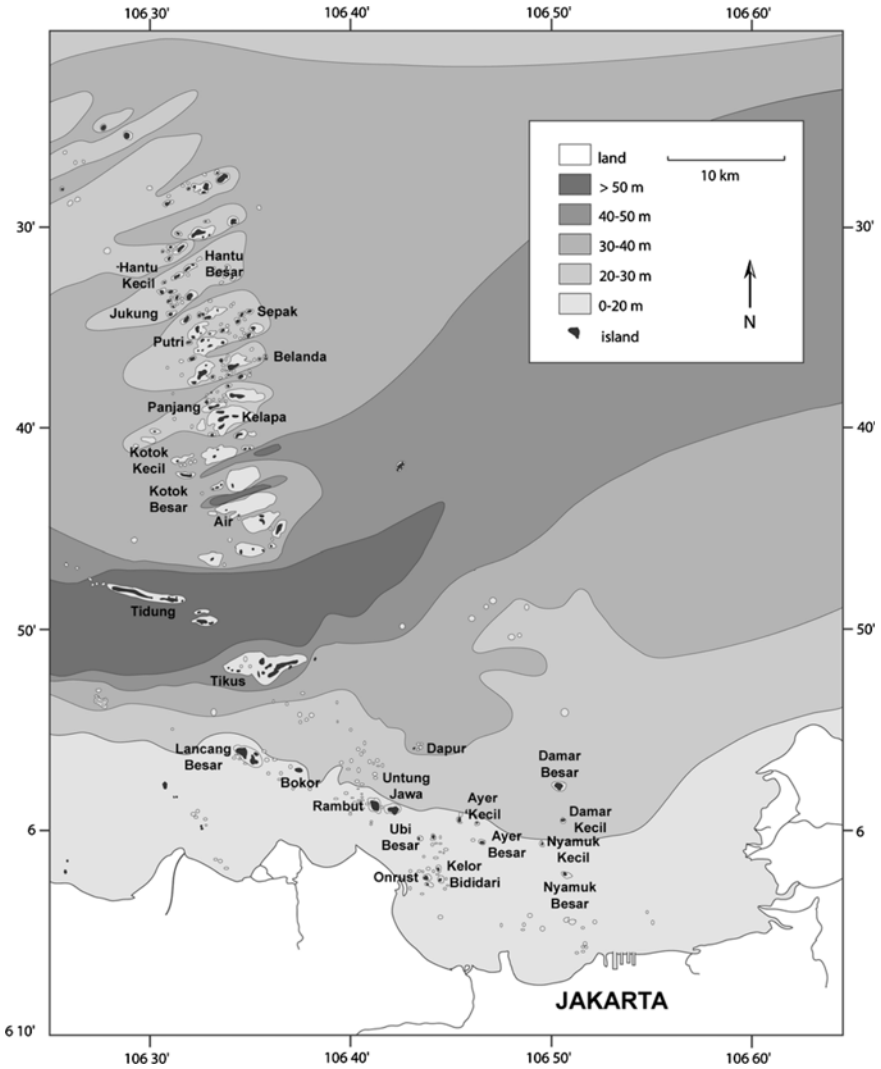 106 30'
106 40'
106 50'
106 60'
land
> 50 m
40-50 m
30-40 m
20-30 m
0-20 m
island
10 km
N
30'
30'
Hantu
Besar
Hantu
Kecil
Jukung
Sepak
Putri
Belanda
Panjang
Kelapa
40'
40'
Kotok
Kecil
Kotok
Besar
Air
Tidung
50'
50'
Tikus
Lancang
Besar
Dapur
Damar
Besar
Bokor
Untung
Jawa
Rambut
Ayer
Kecil
Damar
Kecil
6
6
Ubi
Besar
Ayer
Besar
Nyamuk
Kecil
Kelor
Onrust
Bididari
Nyamuk
Besar
JAKARTA
6 10'
106 30'
106 40'
106 50'
106 60'